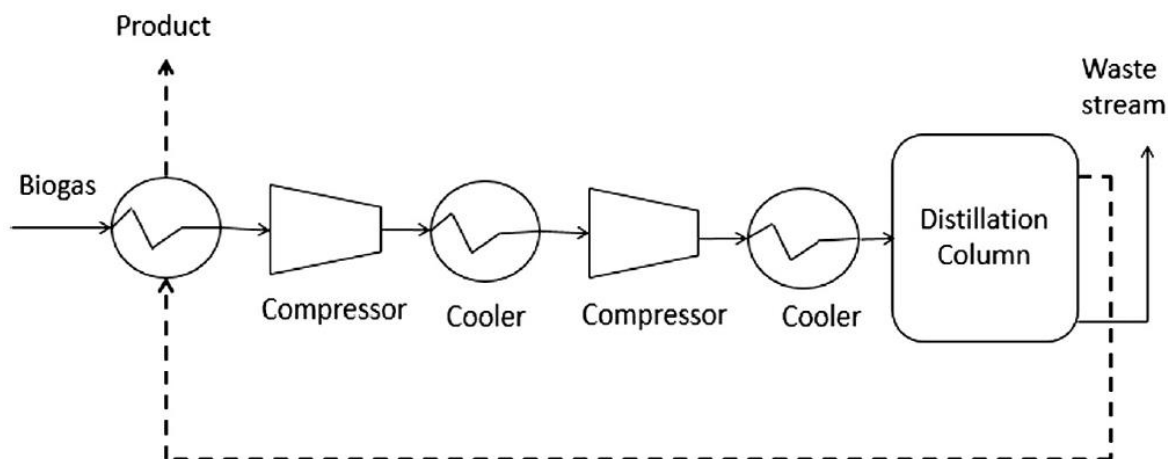 Product
Waste
stream
Biogas
Distillation
Column
Compressor
Cooler
Compressor
Cooler